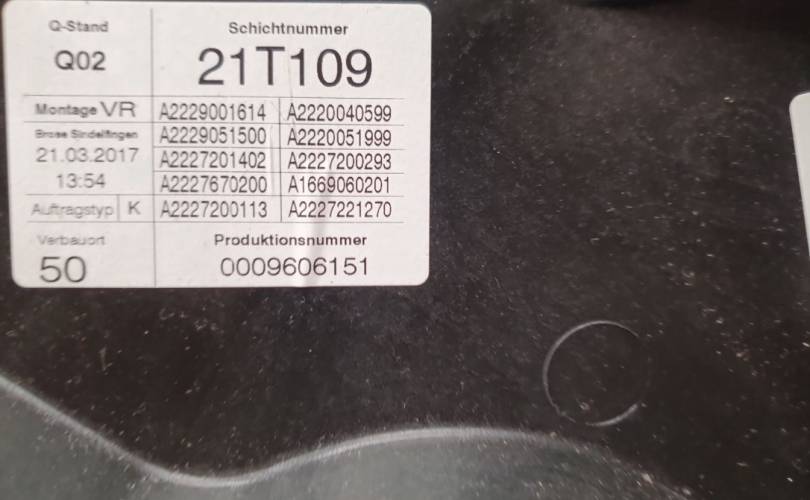 Q-Stand
Q02
Schichtnummer
21T109
Montage VR
A2229001614 A2220040599
Brose Sindelfingen
A2229051500 A2220051999
21.03.2017
A2227201402 A2227200293
13:54
A2227670200 A1669060201
Auftragstyp K
A2227200113 A2227221270
Verbauort
50
Produktionsnummer
0009606151